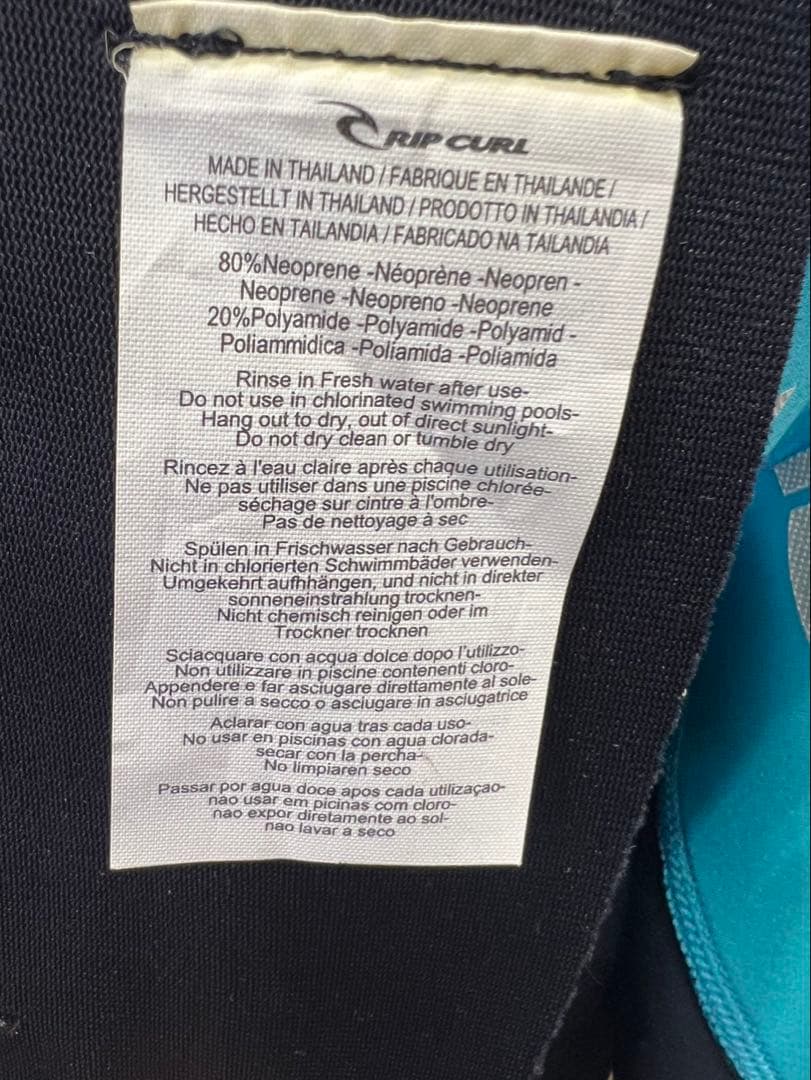 RIP CURL
MADE IN THAILAND / FABRIQUE EN THAILANDE /
HERGESTELLT IN THAILAND / PRODOTTO IN THAILANDIA /
HECHO EN TAILANDIA / FABRICADO NA TAILANDIA
80%Neoprene -Néoprène -Neopren -
Neoprene -Neopreno -Neoprene
20%Polyamide -Polyamide -Polyamid -
Poliammidica -Poliamida -Poliamida
Rinse in Fresh water after use-
Do not use in chlorinated swimming pools-
Hang out to dry, out of direct sunlight-
Do not dry clean or tumble dry
Rincez à l'eau claire après chaque utilisation-
Ne pas utiliser dans une piscine chlorée-
séchage sur cintre à l'ombre-
Pas de nettoyage à sec
Spülen in Frischwasser nach Gebrauch-
Nicht in chlorierten Schwimmbäder verwenden-
Umgekehrt aufhhängen, und nicht in direkter
sonneneinstrahlung trocknen-
Nicht chemisch reinigen oder im
Trockner trocknen
Sciacquare con acqua dolce dopo l'utilizzo-
Non utilizzare in piscine contenenti cloro-
Appendere e far asciugare direttamente al sole-
Non pulire a secco o asciugare in asciugatrice
Aclarar con agua tras cada uso-
No usar en piscinas con agua clorada-
secar con la percha-
No limpiaren seco
Passar por agua doce apos cada utilizaçao-
nao usar em picinas com cloro-
nao expor diretamente ao sol-
nao lavar a seco